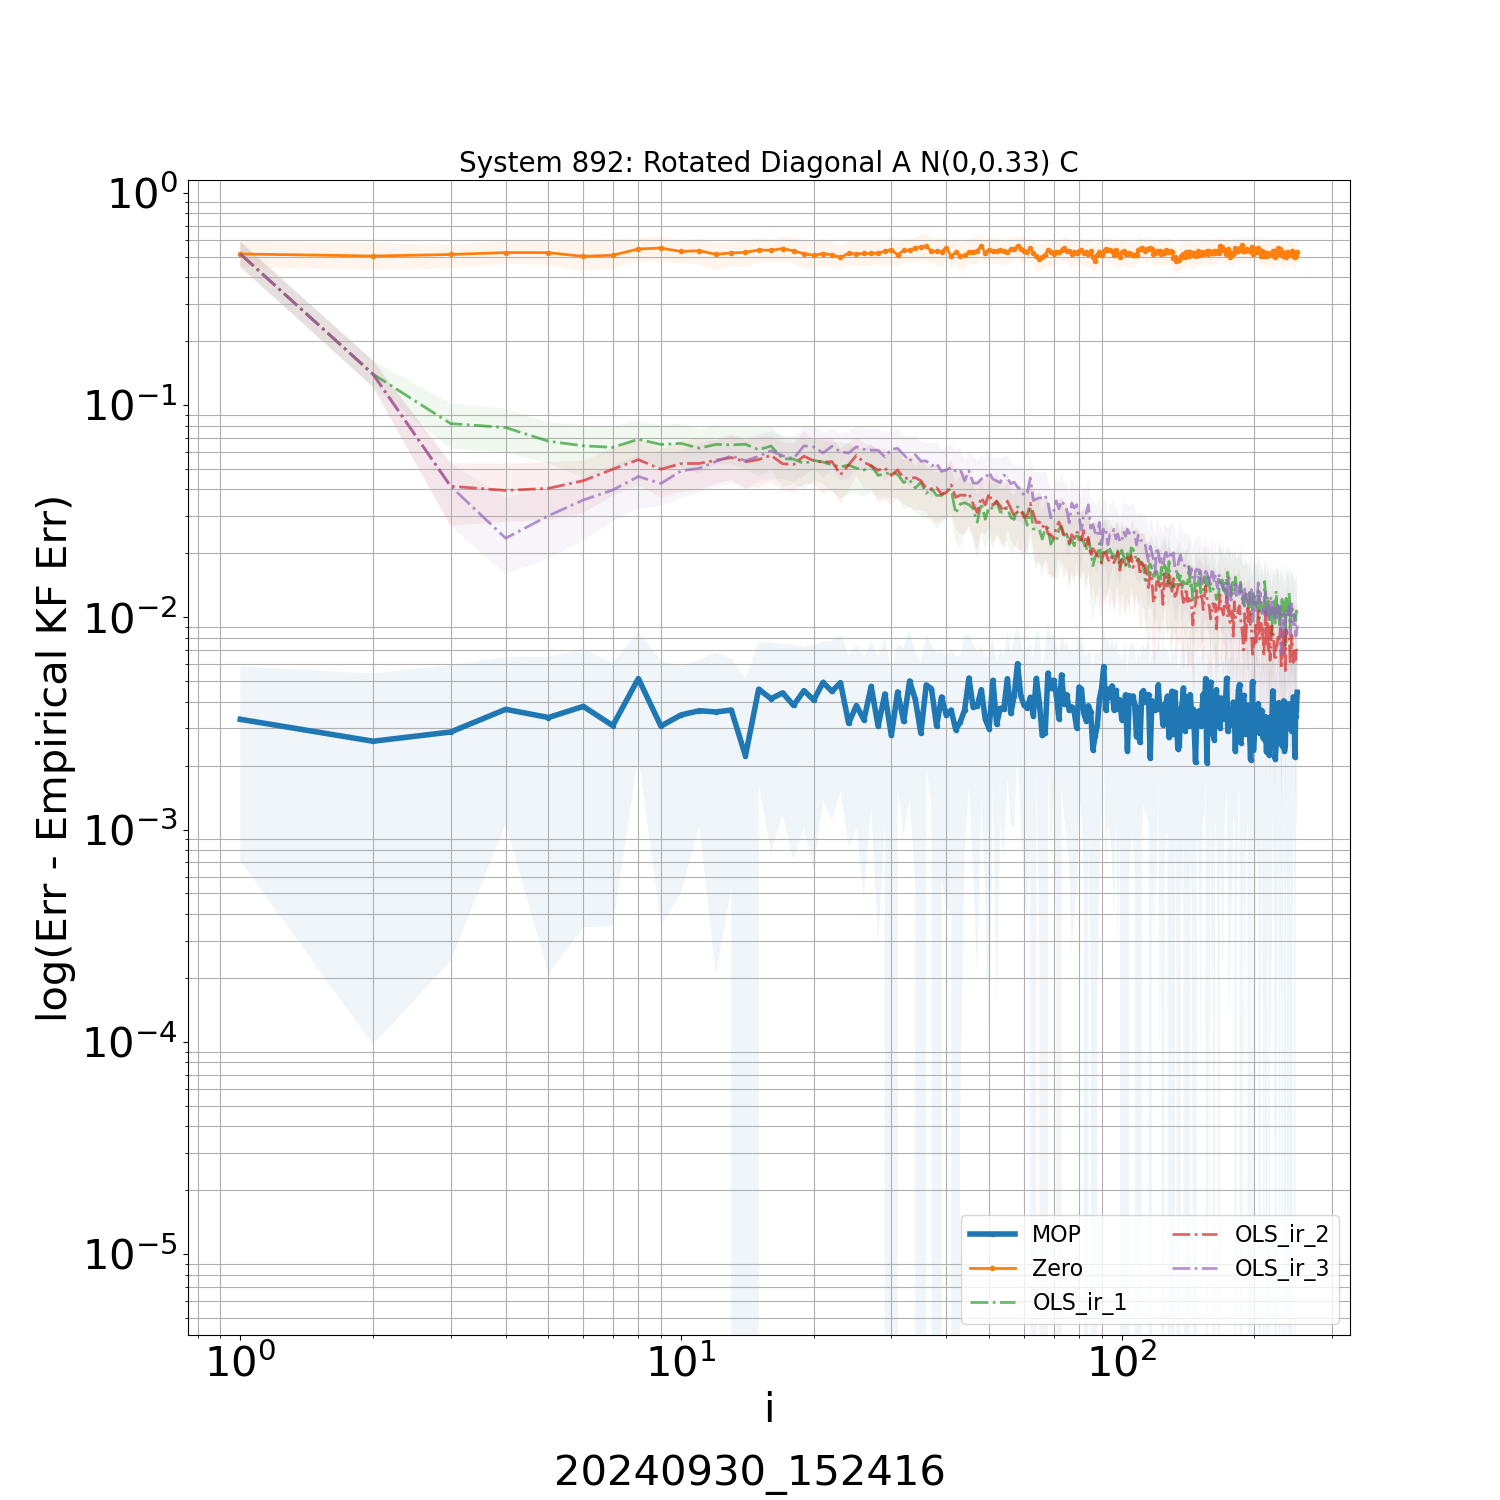 System 892: Rotated Diagonal A N(0,0.33) C
log(Err - Empirical KF Err)
10⁰
10⁻¹
10⁻²
10⁻³
10⁻⁴
10⁻⁵
MOP
Zero
OLS_ir_1
OLS_ir_2
OLS_ir_3
10⁰ 10¹ 10²
i
20240930_152416